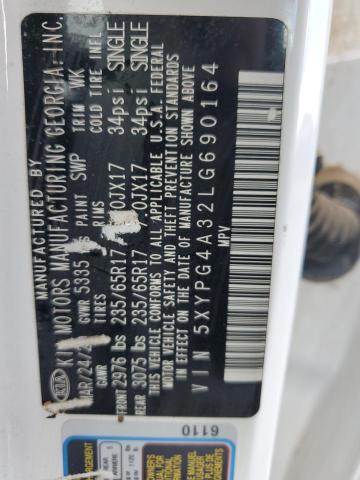 MANUFACTURED BY
KIA MOTORS MANUFACTURING GEORGIA. INC.
GVWR 5335 PAINT SWP TRIM WK
TIRES RIMS COLD TIRE INFL
GAWR
FRONT 2976 lbs 235/65R17 0JX17 34psi SINGLE
REAR 3075 lbs 235/65R17 .0JX17 34psi SINGLE
THIS VEHICLE CONFORMS TO ALL APPLICABLE U.S.A. FEDERAL
MOTOR VEHICLE SAFETY AND THEFT PREVENTION STANDARDS
IN EFFECT ON THE DATE OF MANUFACTURE SHOWN ABOVE.
VIN 5XYPG4A32LG690164
MPV
KIA
6110